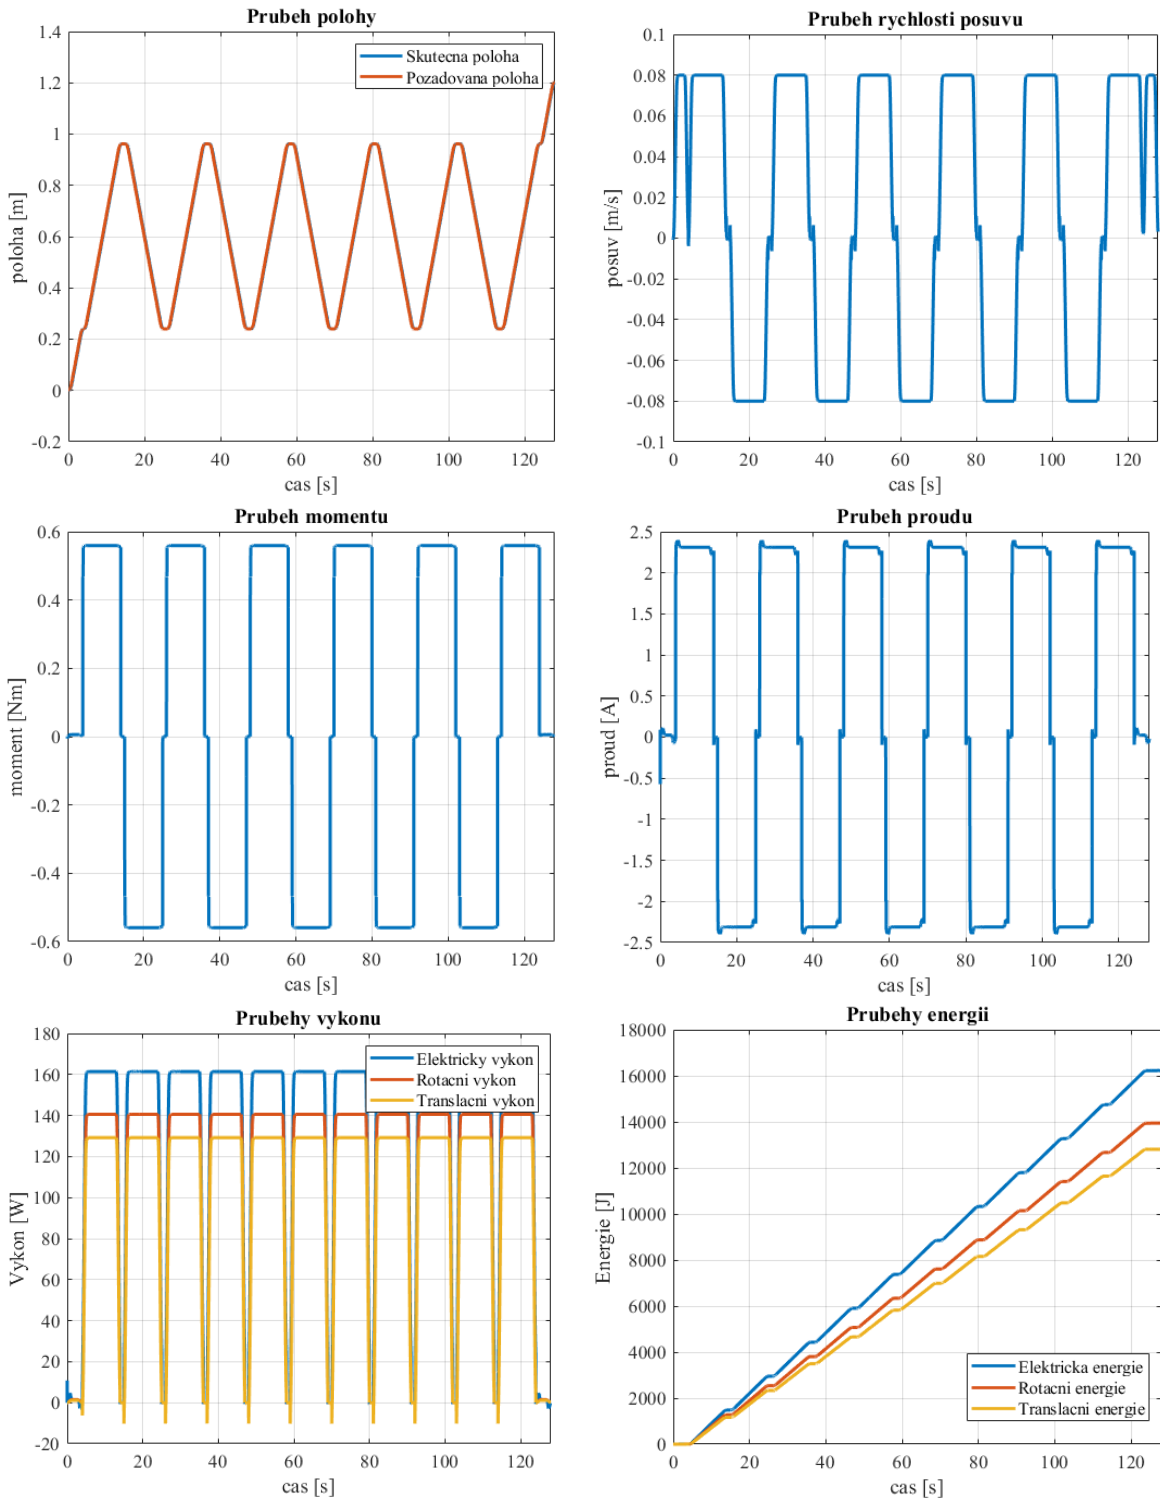 Prubeh polohy
1.4
1.2
1
0.8
0.6
0.4
0.2
0
-0.2
poloha [m]
Skutecna poloha
Pozadovana poloha
0 20 40 60 80 100 120
cas [s]
Prubeh rychlosti posuvu
0.1
0.08
0.06
0.04
0.02
0
-0.02
-0.04
-0.06
-0.08
-0.1
posuv [m/s]
0 20 40 60 80 100 120
cas [s]
Prubeh momentu
0.6
0.4
0.2
0
-0.2
-0.4
-0.6
moment [Nm]
0 20 40 60 80 100 120
cas [s]
Prubeh proudu
2.5
2
1.5
1
0.5
0
-0.5
-1
-1.5
-2
-2.5
proud [A]
0 20 40 60 80 100 120
cas [s]
Prubehy vykonu
180
160
140
120
100
80
60
40
20
0
-20
Vykon [W]
Elektricky vykon
Rotacni vykon
Translacni vykon
0 20 40 60 80 100 120
cas [s]
Prubehy energii
18000
16000
14000
12000
10000
8000
6000
4000
2000
0
Energie [J]
Elektricka energie
Rotacni energie
Translacni energie
0 20 40 60 80 100 120
cas [s]